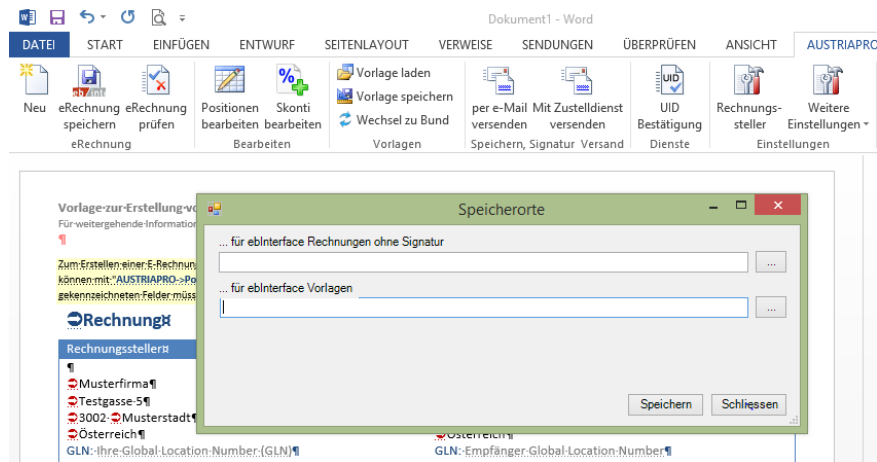 Dokument1 - Word
DATEI START EINFÜGEN ENTWURF SEITENLAYOUT VERWEISE SENDUNGEN ÜBERPRÜFEN ANSICHT AUSTRIAPRO
Neu
eRechnung speichern
eRechnung prüfen
eRechnung
Positionen bearbeiten
Skonti bearbeiten
Bearbeiten
Vorlage laden
Vorlage speichern
Wechsel zu Bund
Vorlagen
per e-Mail versenden
Mit Zustelldienst versenden
Speichern, Signatur Versand
UID
UID Bestätigung
Dienste
Rechnungs-
steller
Weitere
Einstellungen
Einstellungen
Vorlage·zur·Erstellung·
Für·weitergehende·Information
¶
Zum·Erstellen·einer·E-Rechnun
können·mit·"AUSTRIAPRO->Po
gekennzeichneten·Felder·müss
Rechnung¤
Rechnungssteller¤
¶
Musterfirma¶
Testgasse·5¶
3002·Musterstadt¶
Österreich¶
GLN:·Ihre·Global·Location·Number·(GLN)¶
Speicherorte
... für ebInterface Rechnungen ohne Signatur
...
... für ebInterface Vorlagen
...
Speichern Schliessen
Österreich¶
GLN:·Empfänger·Global·Location·Number¶